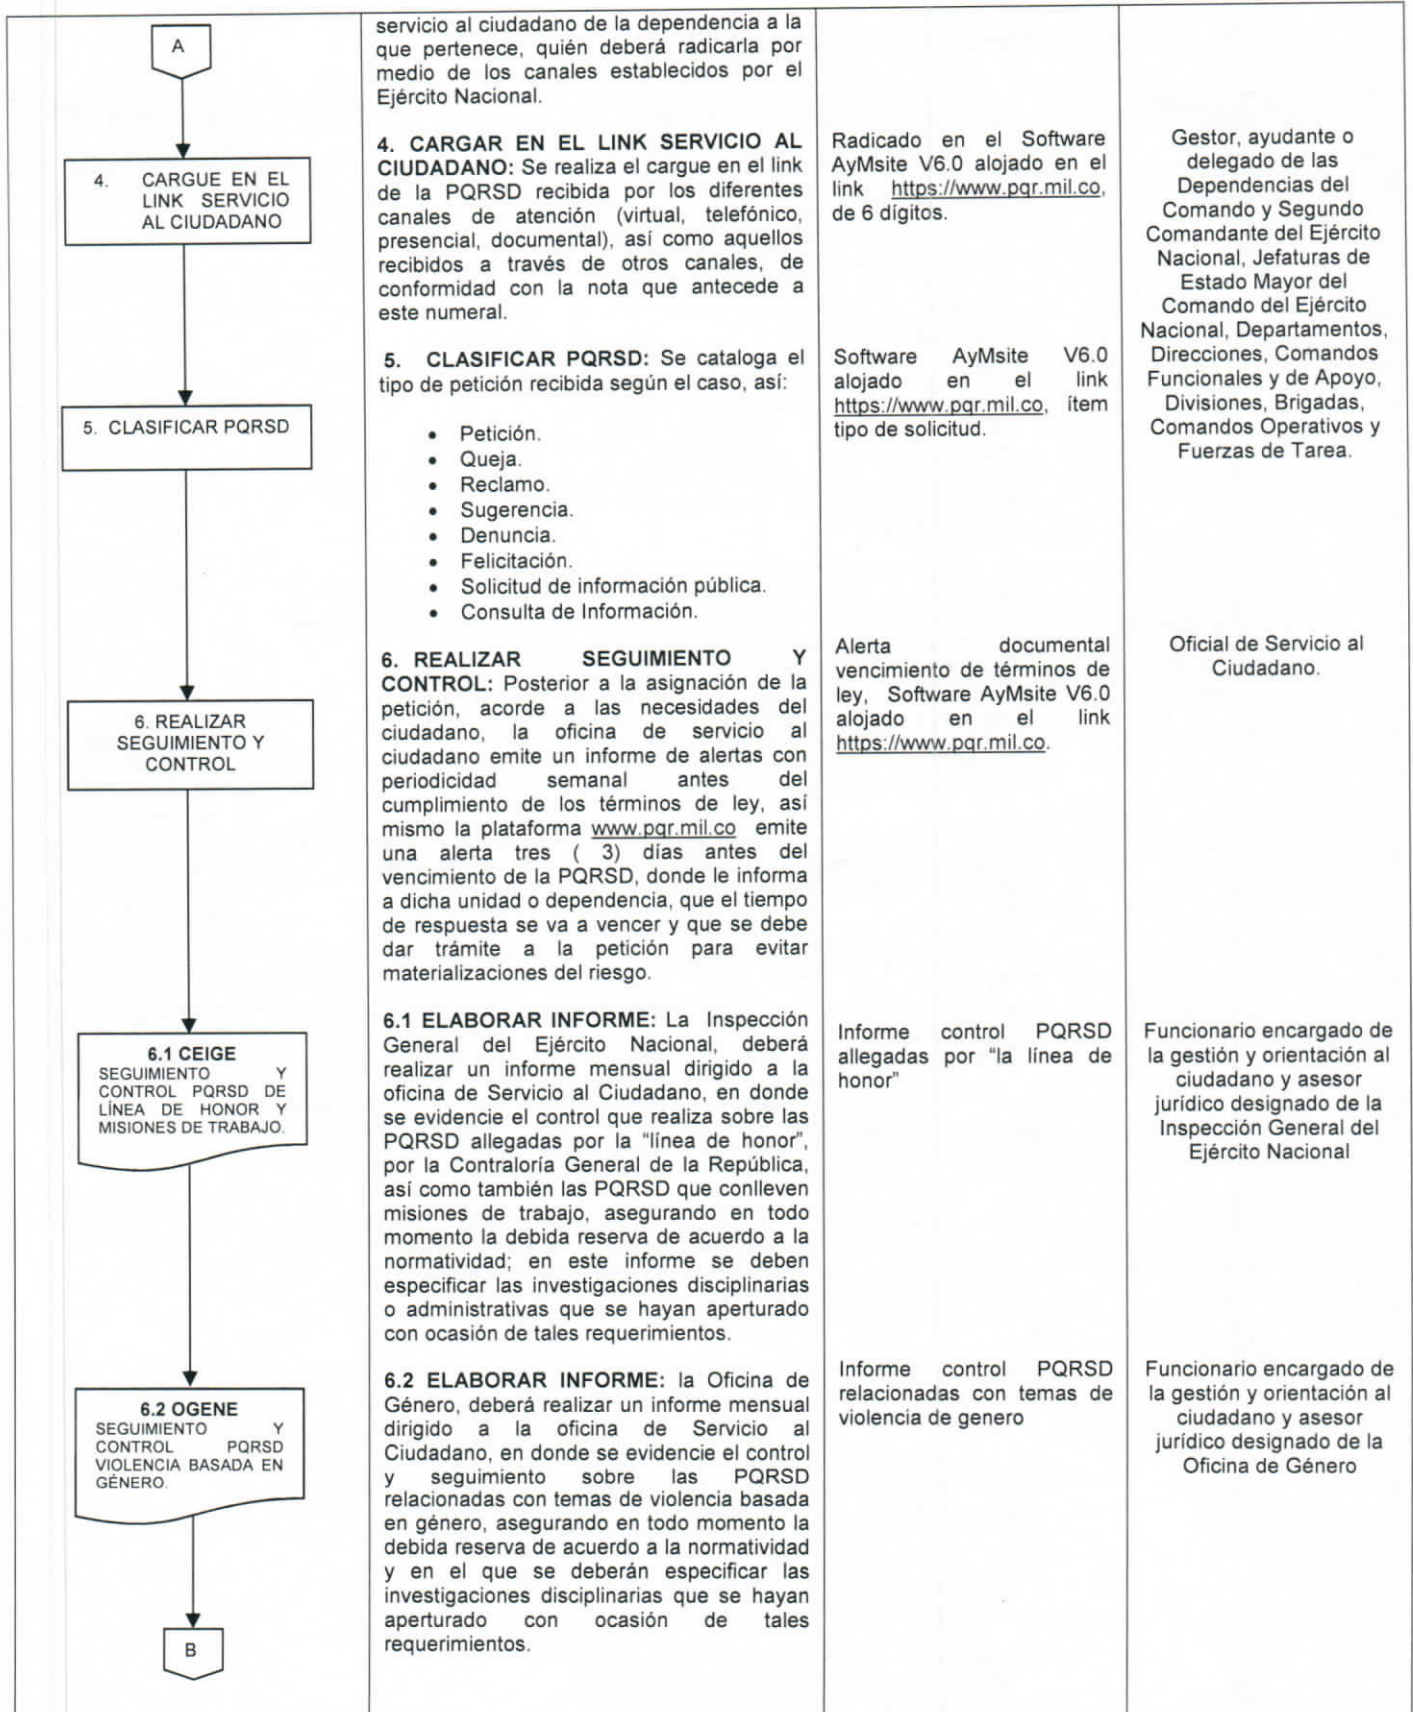 A
4. CARGUE EN EL
LINK SERVICIO
AL CIUDADANO
5. CLASIFICAR PQRSD
6. REALIZAR
SEGUIMIENTO Y
CONTROL
6.1 CEIGE
SEGUIMIENTO Y
CONTROL PQRSD DE
LÍNEA DE HONOR Y
MISIONES DE TRABAJO.
6.2 OGENE
SEGUIMIENTO Y
CONTROL PQRSD
VIOLENCIA BASADA EN
GÉNERO.
B
servicio al ciudadano de la dependencia a la
que pertenece, quién deberá radicarla por
medio de los canales establecidos por el
Ejército Nacional.
4. CARGAR EN EL LINK SERVICIO AL
CIUDADANO: Se realiza el cargue en el link
de la PQRSD recibida por los diferentes
canales de atención (virtual, telefónico,
presencial, documental), así como aquellos
recibidos a través de otros canales, de
conformidad con la nota que antecede a
este numeral.
5. CLASIFICAR PQRSD: Se cataloga el
tipo de petición recibida según el caso, así:
• Petición.
• Queja.
• Reclamo.
• Sugerencia.
• Denuncia.
• Felicitación.
• Solicitud de información pública.
• Consulta de Información.
6. REALIZAR SEGUIMIENTO Y
CONTROL: Posterior a la asignación de la
petición, acorde a las necesidades del
ciudadano, la oficina de servicio al
ciudadano emite un informe de alertas con
periodicidad semanal antes del
cumplimiento de los términos de ley, así
mismo la plataforma www.pqr.mil.co emite
una alerta tres ( 3) días antes del
vencimiento de la PQRSD, donde le informa
a dicha unidad o dependencia, que el tiempo
de respuesta se va a vencer y que se debe
dar trámite a la petición para evitar
materializaciones del riesgo.
6.1 ELABORAR INFORME: La Inspección
General del Ejército Nacional, deberá
realizar un informe mensual dirigido a la
oficina de Servicio al Ciudadano, en donde
se evidencie el control que realiza sobre las
PQRSD allegadas por la “línea de honor”,
por la Contraloría General de la República,
así como también las PQRSD que conlleven
misiones de trabajo, asegurando en todo
momento la debida reserva de acuerdo a la
normatividad; en este informe se deben
especificar las investigaciones disciplinarias
o administrativas que se hayan aperturado
con ocasión de tales requerimientos.
6.2 ELABORAR INFORME: la Oficina de
Género, deberá realizar un informe mensual
dirigido a la oficina de Servicio al
Ciudadano, en donde se evidencie el control
y seguimiento sobre las PQRSD
relacionadas con temas de violencia basada
en género, asegurando en todo momento la
debida reserva de acuerdo a la normatividad
y en el que se deberán especificar las
investigaciones disciplinarias que se hayan
aperturado con ocasión de tales
requerimientos.
Radicado en el Software
AyMsite V6.0 alojado en el
link https://www.pqr.mil.co,
de 6 dígitos.
Software AyMsite V6.0
alojado en el link
https://www.pqr.mil.co, ítem
tipo de solicitud.
Alerta documental
vencimiento de términos de
ley, Software AyMsite V6.0
alojado en el link
https://www.pqr.mil.co.
Informe control PQRSD
allegadas por “la línea de
honor”
Informe control PQRSD
relacionadas con temas de
violencia de genero
Gestor, ayudante o
delegado de las
Dependencias del
Comando y Segundo
Comandante del Ejército
Nacional, Jefaturas de
Estado Mayor del
Comando del Ejército
Nacional, Departamentos,
Direcciones, Comandos
Funcionales y de Apoyo,
Divisiones, Brigadas,
Comandos Operativos y
Fuerzas de Tarea.
Oficial de Servicio al
Ciudadano.
Funcionario encargado de
la gestión y orientación al
ciudadano y asesor
jurídico designado de la
Inspección General del
Ejército Nacional
Funcionario encargado de
la gestión y orientación al
ciudadano y asesor
jurídico designado de la
Oficina de Género